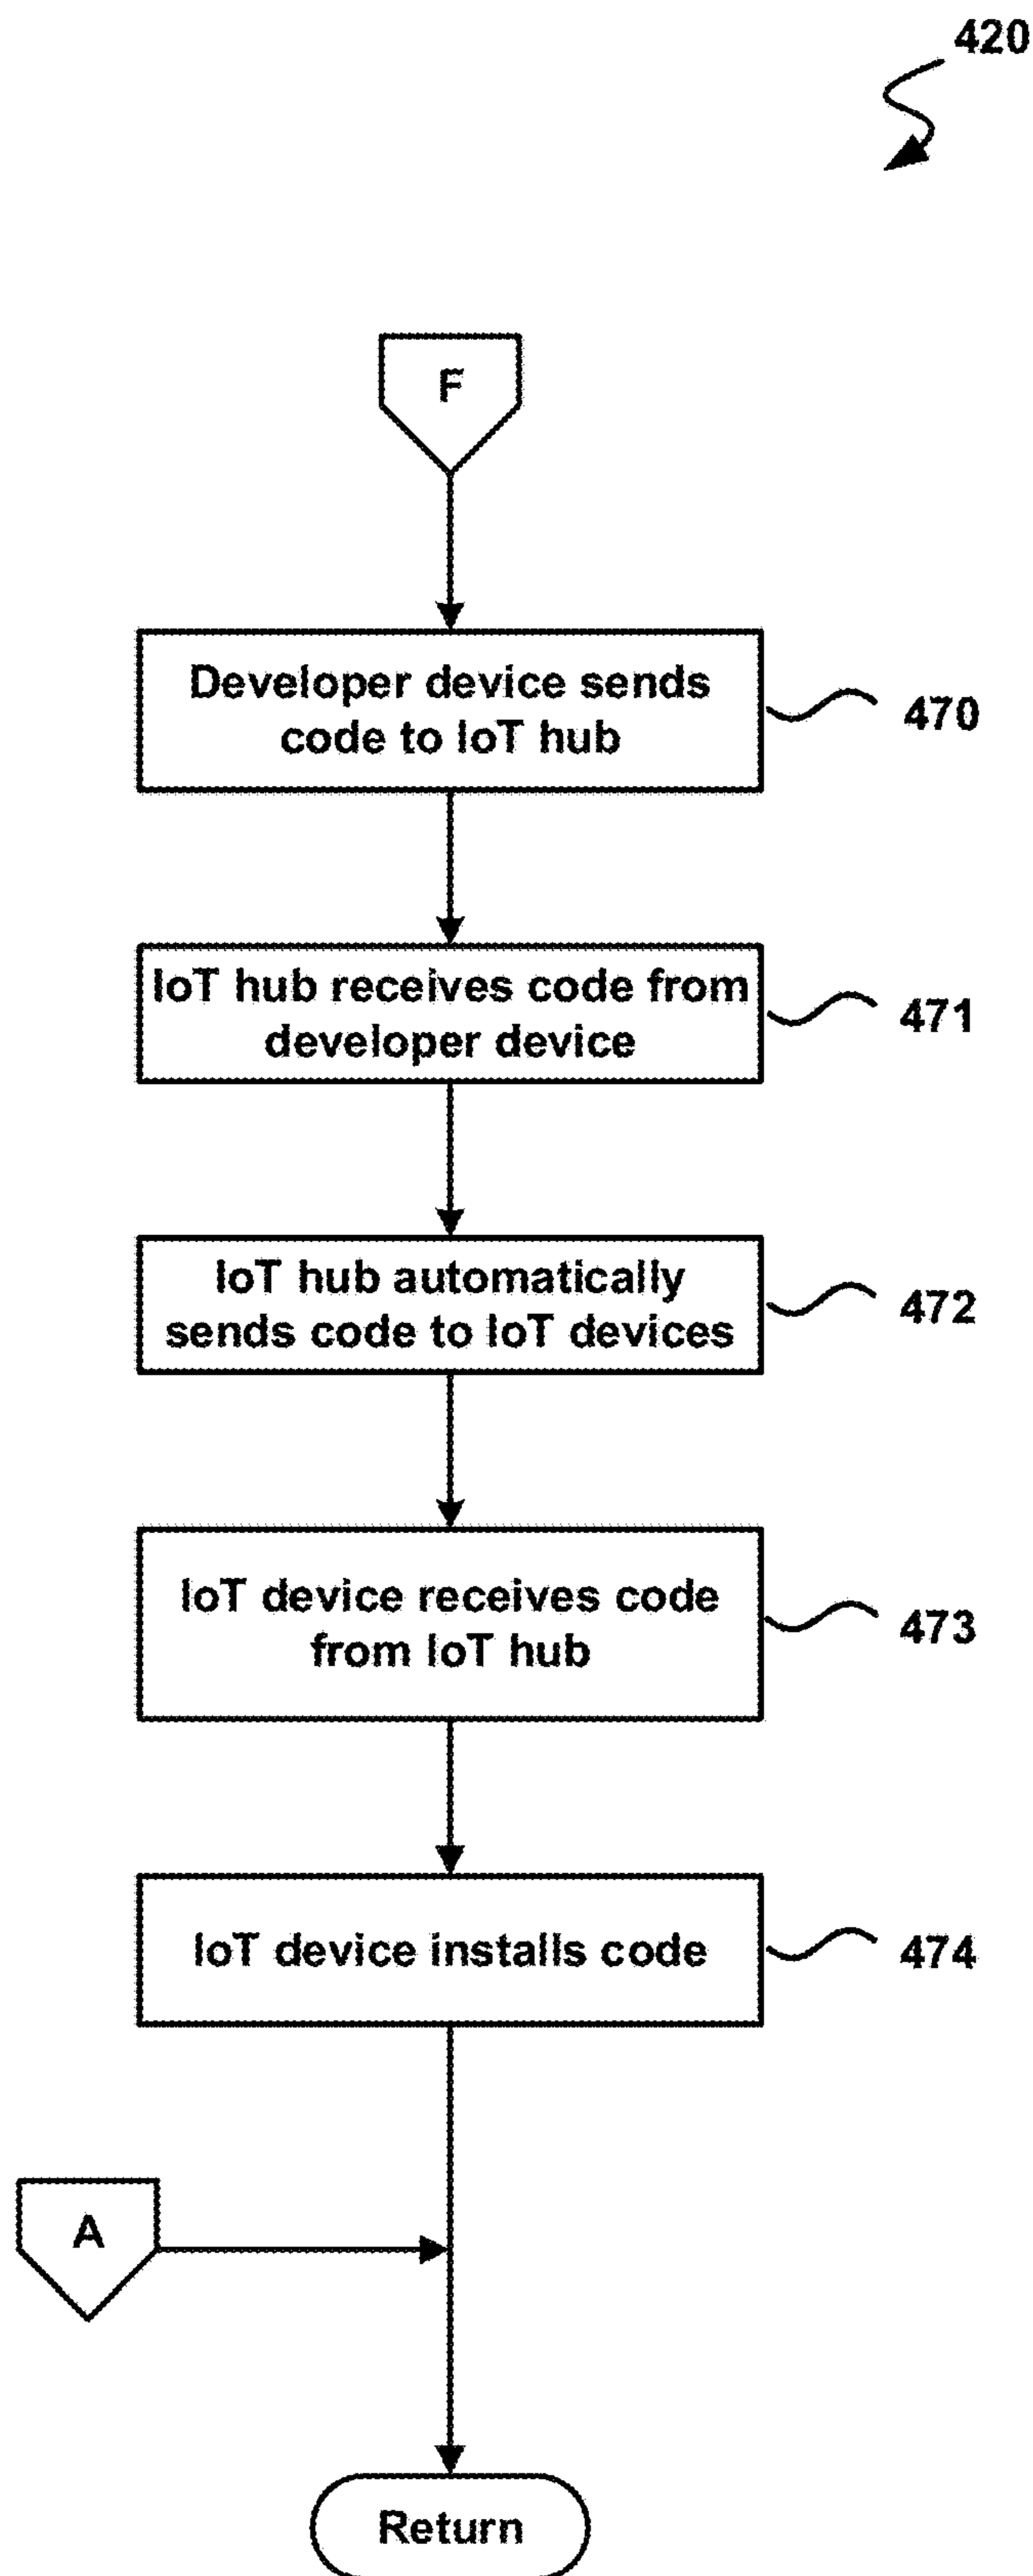 420
F
Developer device sends
code to IoT hub
470
IoT hub receives code from
developer device
471
IoT hub automatically
sends code to IoT devices
472
IoT device receives code
from IoT hub
473
IoT device installs code
474
A
Return